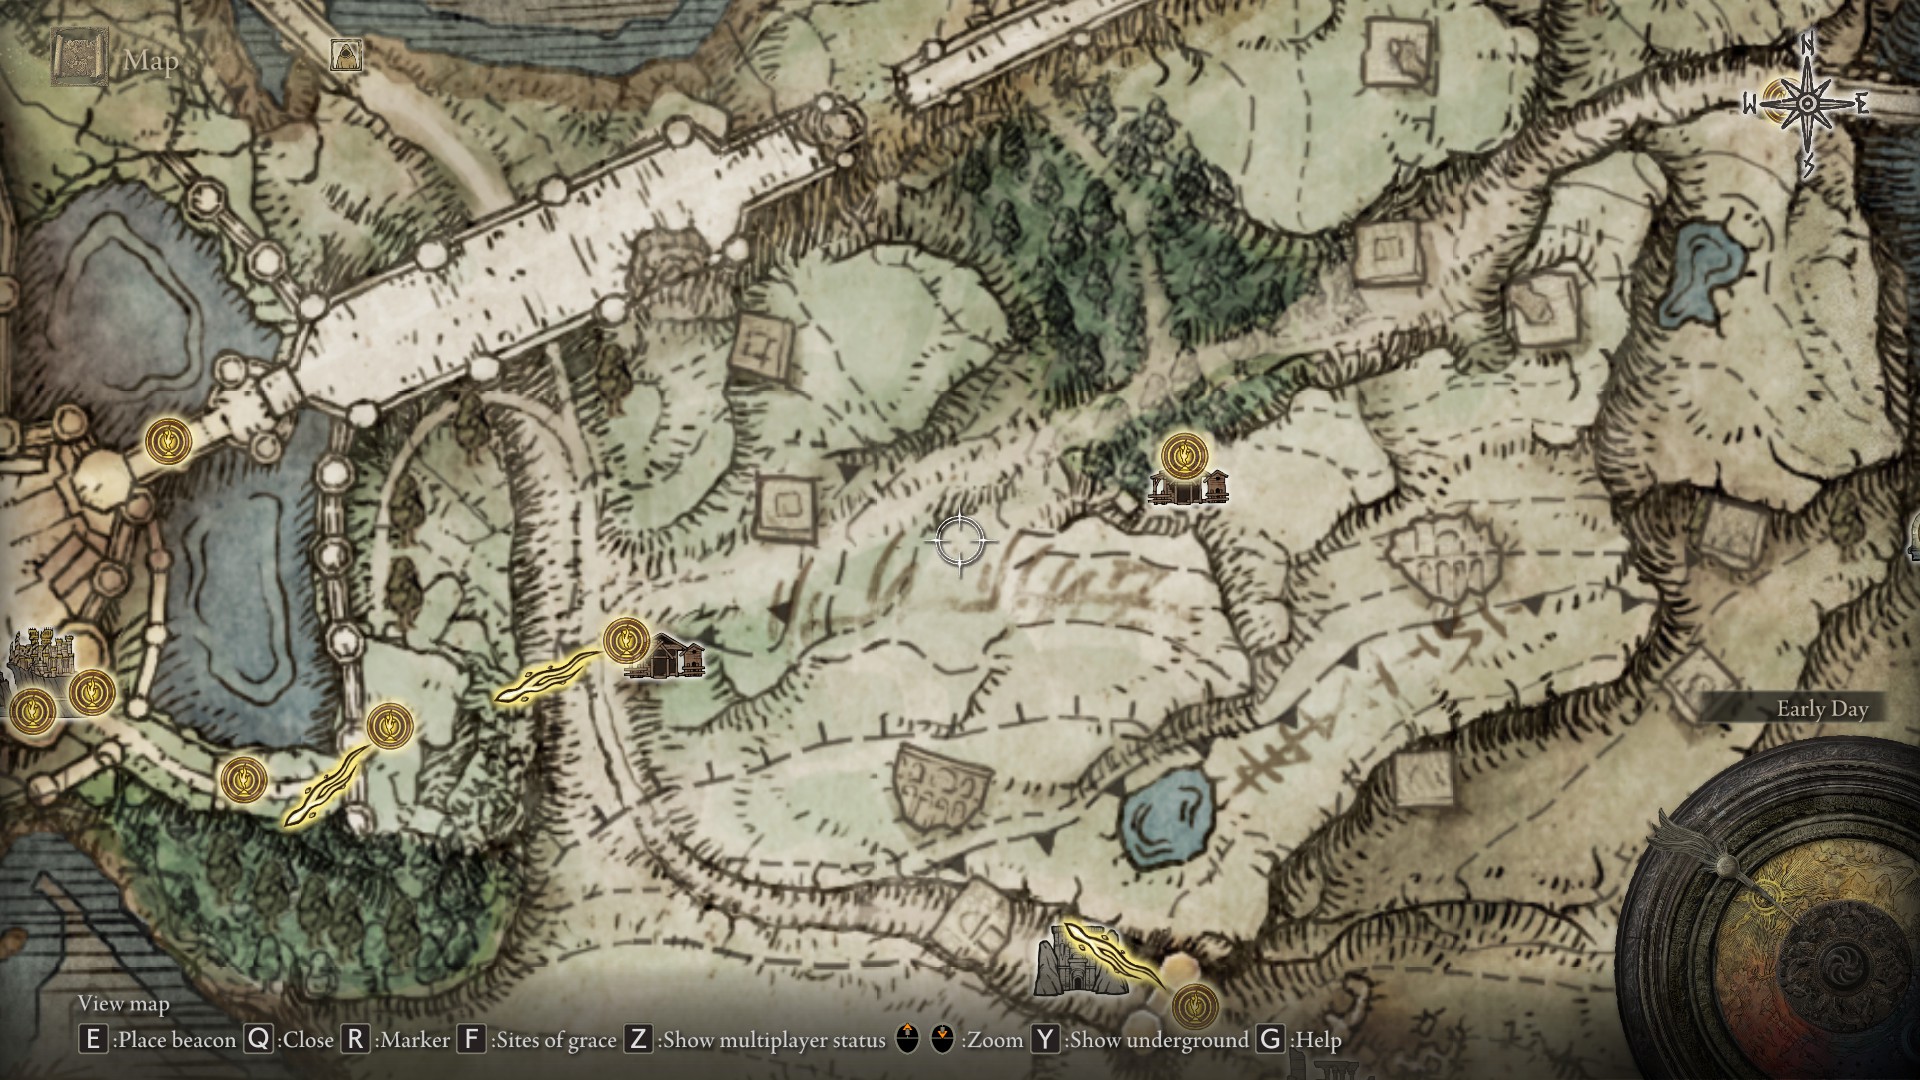 Map
N
W E
S
Early Day
View map
E :Place beacon Q :Close R :Marker F :Sites of grace Z :Show multiplayer status :Zoom Y :Show underground G :Help